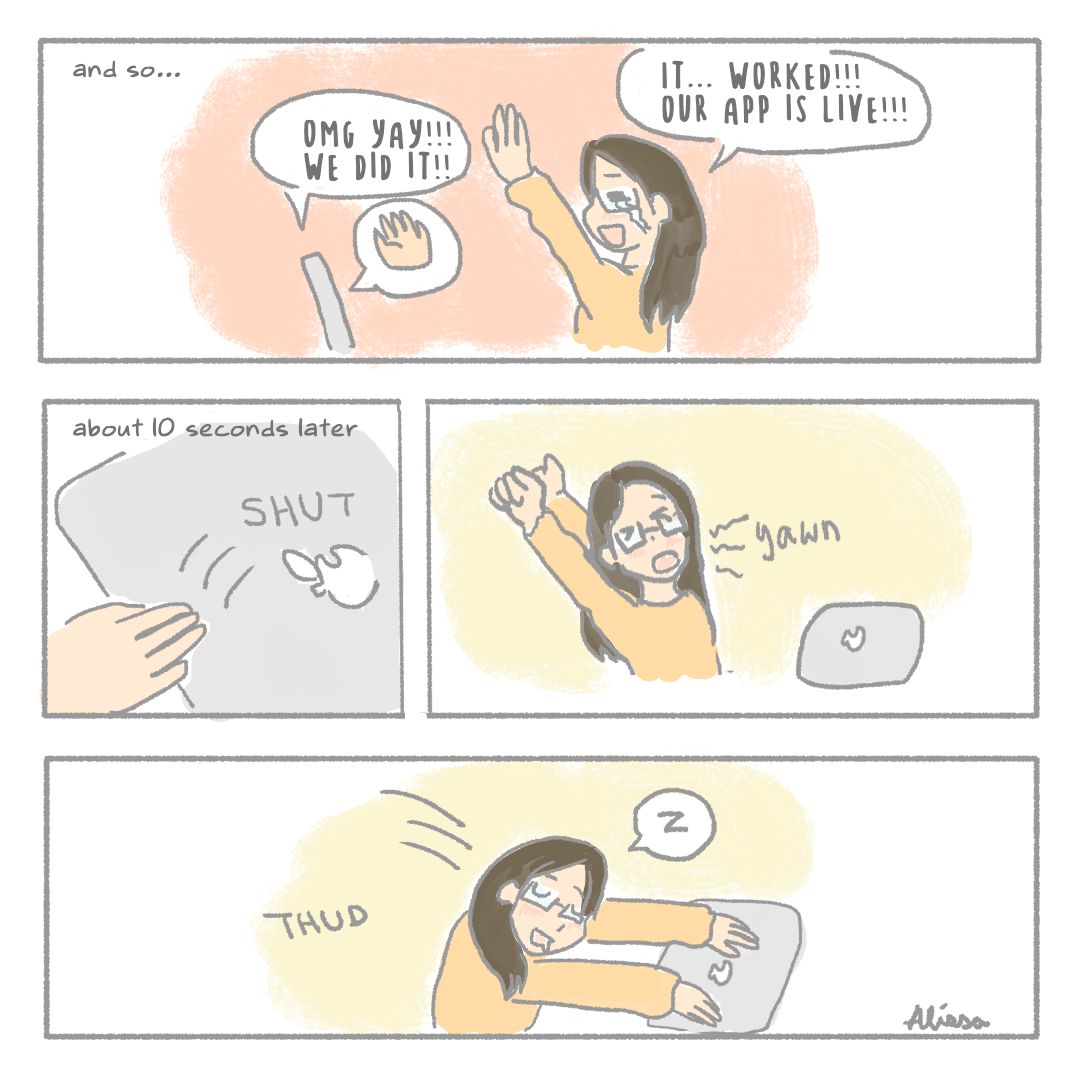 and so...
OMG YAY!!!
WE DID IT!!
IT... WORKED!!!
OUR APP IS LIVE!!!
about 10 seconds later
SHUT
yawn
Z
THUD
Aliesa